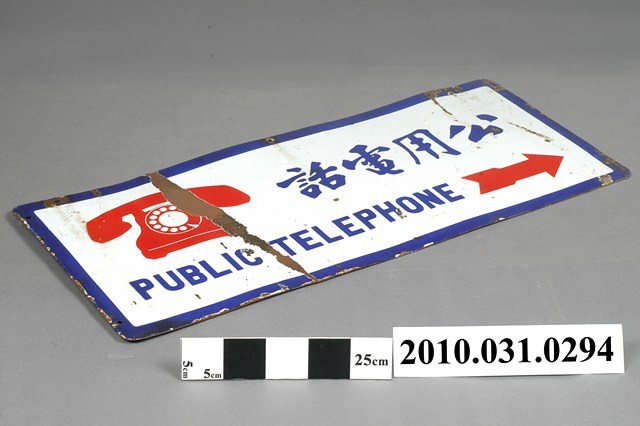 話電用公
PUBLIC TELEPHONE
5cm
5cm
25cm
2010.031.0294